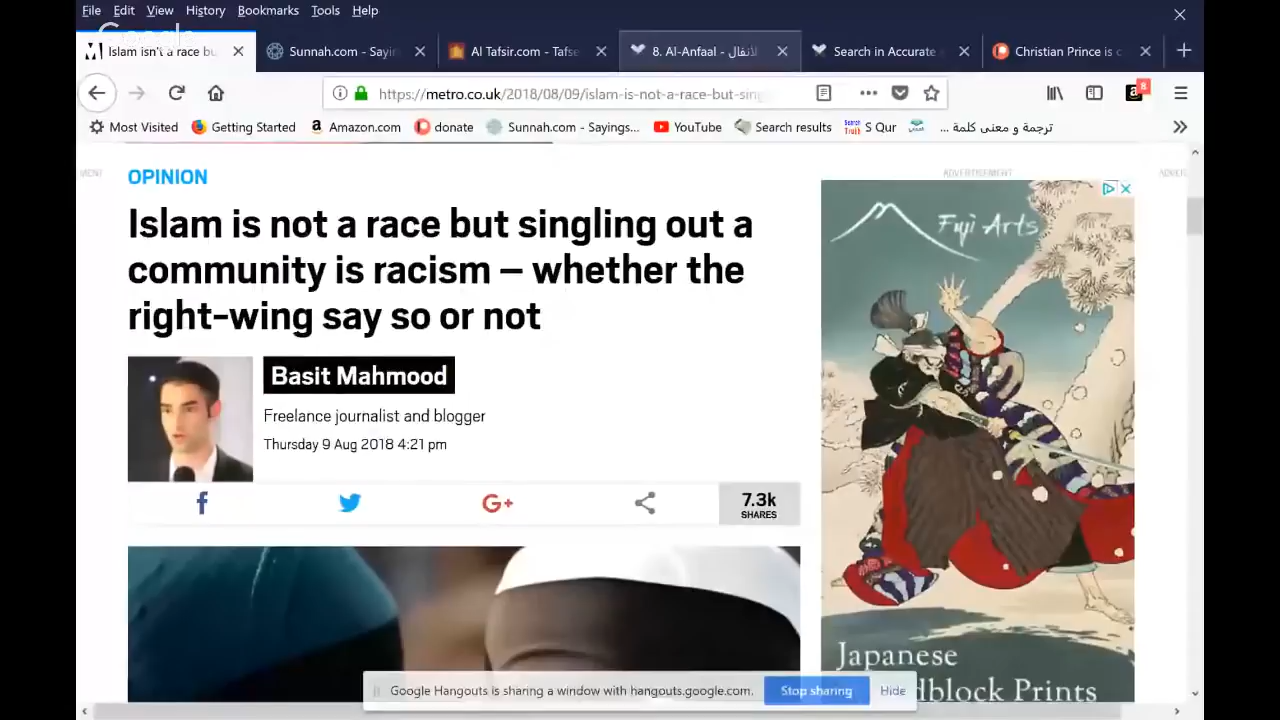 File Edit View History Bookmarks Tools Help
Google
Islam isn't a race bu
Sunnah.com - Sayin
Al Tafsir.com - Tafse
8. Al-Anfaal - الانفال
Search in Accurate
Christian Prince is c
https://metro.co.uk/2018/08/09/islam-is-not-a-race-but-sing
8
Most Visited Getting Started Amazon.com donate Sunnah.com - Sayings... YouTube Search results S Qur ترجمة و معنى كلمة ...
OPINION
ADVERTISEMENT
Islam is not a race but singling out a
community is racism – whether the
right-wing say so or not
Basit Mahmood
Freelance journalist and blogger
Thursday 9 Aug 2018 4:21 pm
7.3k
SHARES
Fuji Arts
Japanese
dblock Prints
Google Hangouts is sharing a window with hangouts.google.com.
Stop sharing
Hide